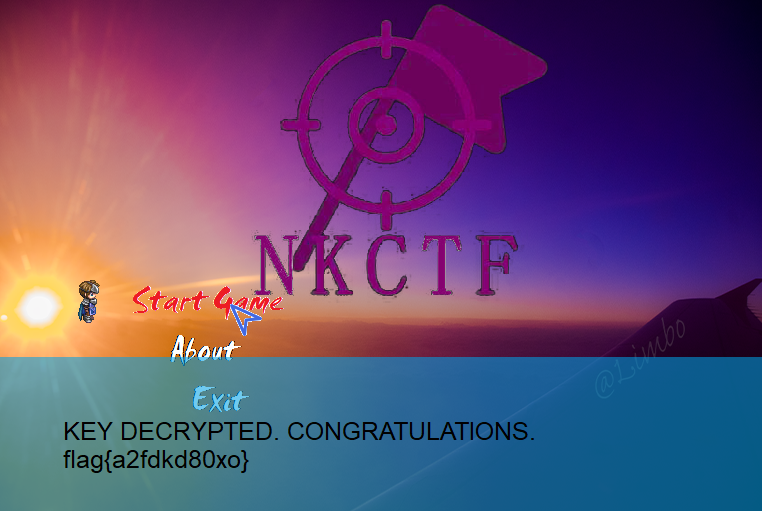 NKCTF
Start Game
About
@Limbo
Exit
KEY DECRYPTED. CONGRATULATIONS.
flag{a2fdkd80xo}